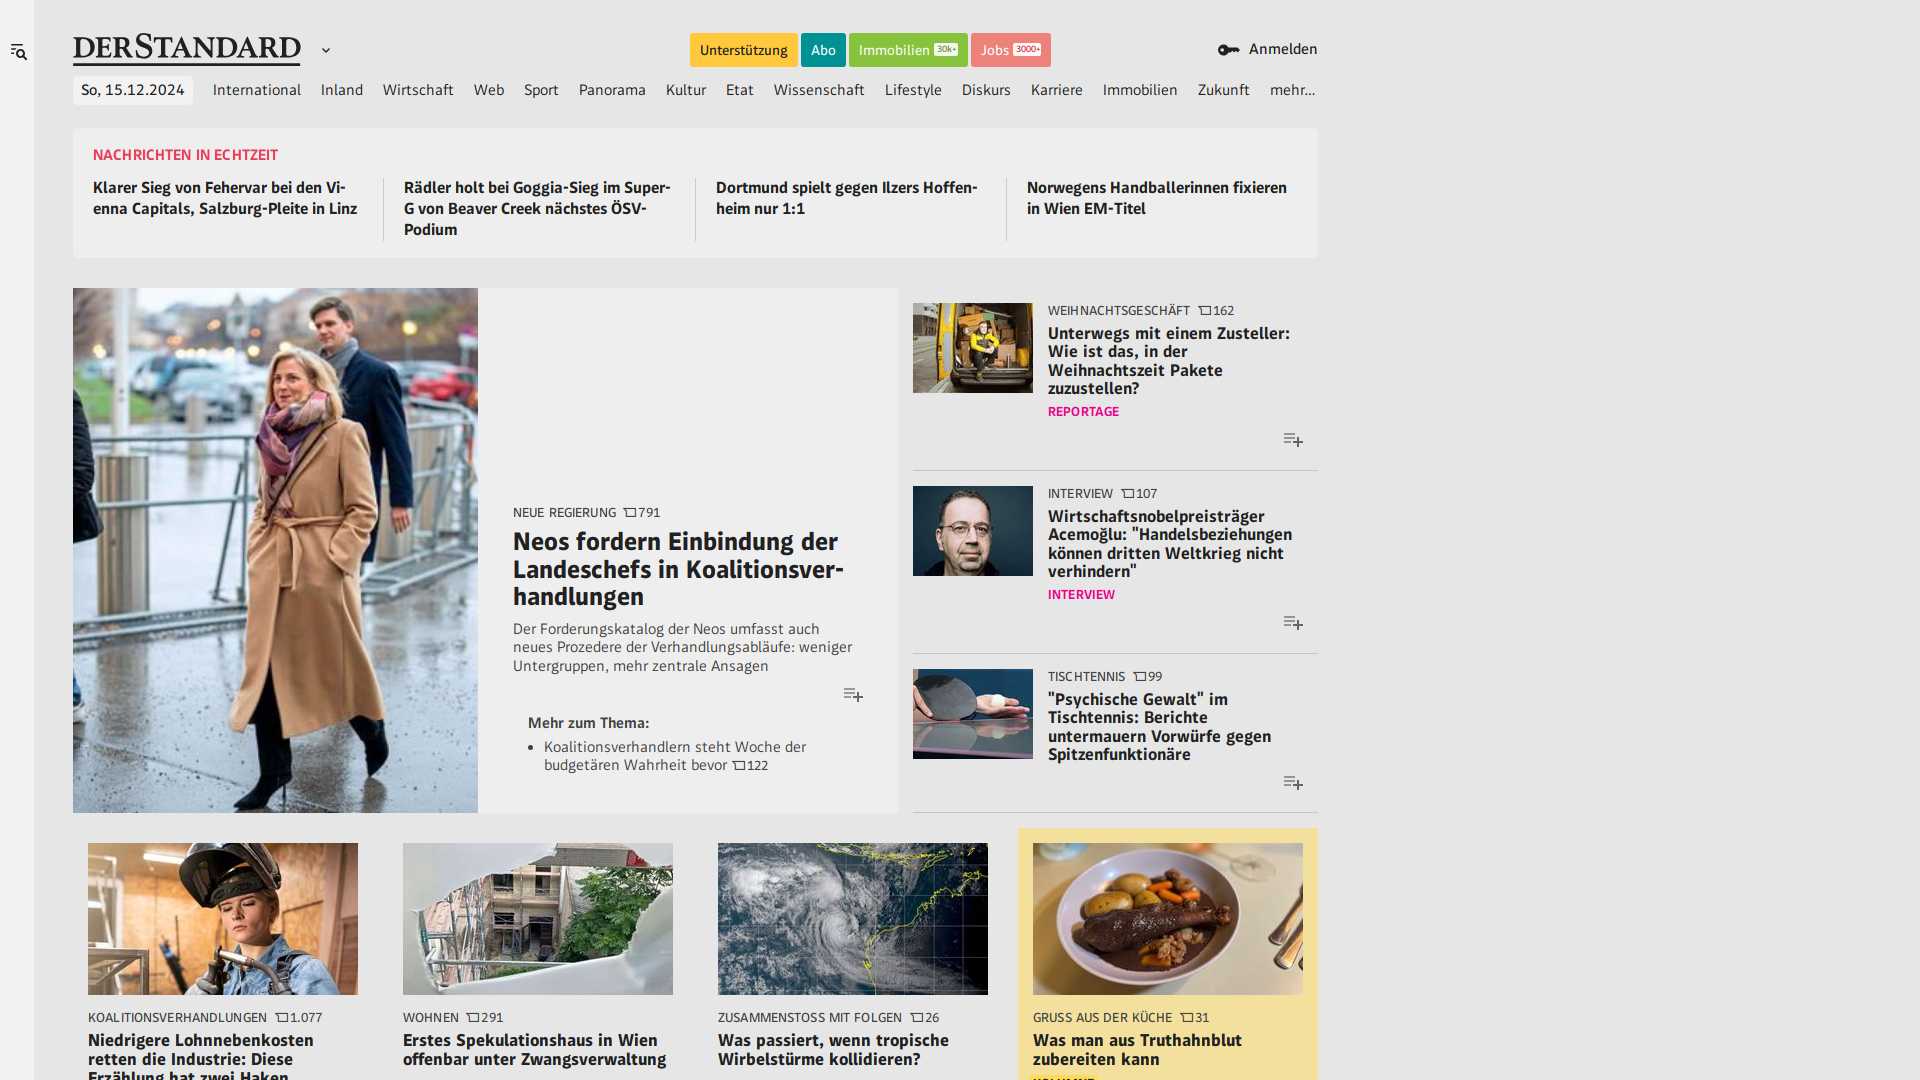 DERSTANDARD
Unterstützung
Abo
Immobilien 30k+
Jobs 3000+
Anmelden
So, 15.12.2024
International
Inland
Wirtschaft
Web
Sport
Panorama
Kultur
Etat
Wissenschaft
Lifestyle
Diskurs
Karriere
Immobilien
Zukunft
mehr...
NACHRICHTEN IN ECHTZEIT
Klarer Sieg von Fehervar bei den Vi-
enna Capitals, Salzburg-Pleite in Linz
Rädler holt bei Goggia-Sieg im Super-
G von Beaver Creek nächstes ÖSV-
Podium
Dortmund spielt gegen Ilzers Hoffen-
heim nur 1:1
Norwegens Handballerinnen fixieren
in Wien EM-Titel
NEUE REGIERUNG 791
Neos fordern Einbindung der
Landeschefs in Koalitionsver-
handlungen
Der Forderungskatalog der Neos umfasst auch
neues Prozedere der Verhandlungsabläufe: weniger
Untergruppen, mehr zentrale Ansagen
Mehr zum Thema:
Koalitionsverhandlern steht Woche der
budgetären Wahrheit bevor 122
WEIHNACHTSGESCHÄFT 162
Unterwegs mit einem Zusteller:
Wie ist das, in der
Weihnachtszeit Pakete
zuzustellen?
REPORTAGE
INTERVIEW 107
Wirtschaftsnobelpreisträger
Acemoğlu: "Handelsbeziehungen
können dritten Weltkrieg nicht
verhindern"
INTERVIEW
TISCHTENNIS 99
"Psychische Gewalt" im
Tischtennis: Berichte
untermauern Vorwürfe gegen
Spitzenfunktionäre
KOALITIONSVERHANDLUNGEN 1.077
Niedrigere Lohnnebenkosten
retten die Industrie: Diese
Erzählung hat zwei Haken
WOHNEN 291
Erstes Spekulationshaus in Wien
offenbar unter Zwangsverwaltung
ZUSAMMENSTOSS MIT FOLGEN 26
Was passiert, wenn tropische
Wirbelstürme kollidieren?
GRUSS AUS DER KÜCHE 31
Was man aus Truthahnblut
zubereiten kann